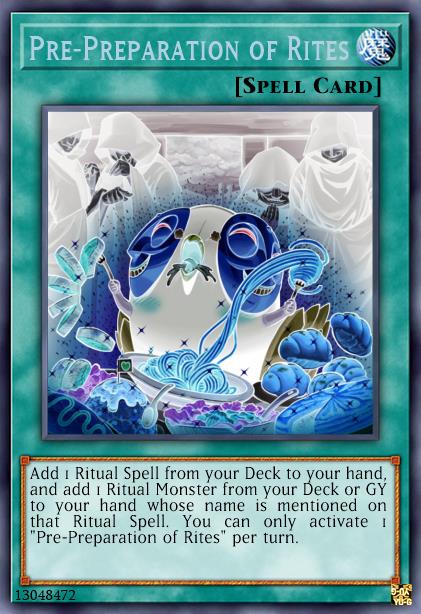 Pre-Preparation of Rites 魔
[Spell Card]
Add 1 Ritual Spell from your Deck to your hand,
and add 1 Ritual Monster from your Deck or GY
to your hand whose name is mentioned on
that Ritual Spell. You can only activate 1
"Pre-Preparation of Rites" per turn.
13048472